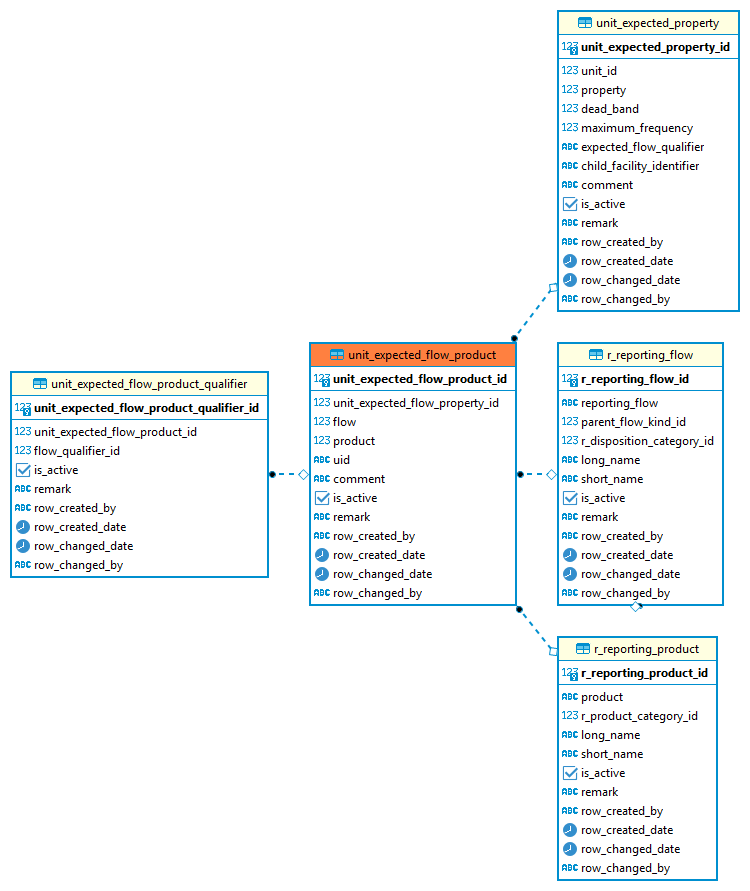 unit_expected_property
123 unit_expected_property_id
123 unit_id
123 property
123 dead_band
123 maximum_frequency
ABC expected_flow_qualifier
ABC child_facility_identifier
ABC comment
is_active
ABC remark
ABC row_created_by
row_created_date
row_changed_date
ABC row_changed_by
unit_expected_flow_product_qualifier
123 unit_expected_flow_product_qualifier_id
123 unit_expected_flow_product_id
123 flow_qualifier_id
is_active
ABC remark
ABC row_created_by
row_created_date
row_changed_date
ABC row_changed_by
unit_expected_flow_product
123 unit_expected_flow_product_id
123 unit_expected_flow_property_id
123 flow
123 product
ABC uid
ABC comment
is_active
ABC remark
ABC row_created_by
row_created_date
row_changed_date
ABC row_changed_by
r_reporting_flow
123 r_reporting_flow_id
ABC reporting_flow
123 parent_flow_kind_id
123 r_disposition_category_id
ABC long_name
ABC short_name
is_active
ABC remark
ABC row_created_by
row_created_date
row_changed_date
ABC row_changed_by
r_reporting_product
123 r_reporting_product_id
ABC product
123 r_product_category_id
ABC long_name
ABC short_name
is_active
ABC remark
ABC row_created_by
row_created_date
row_changed_date
ABC row_changed_by